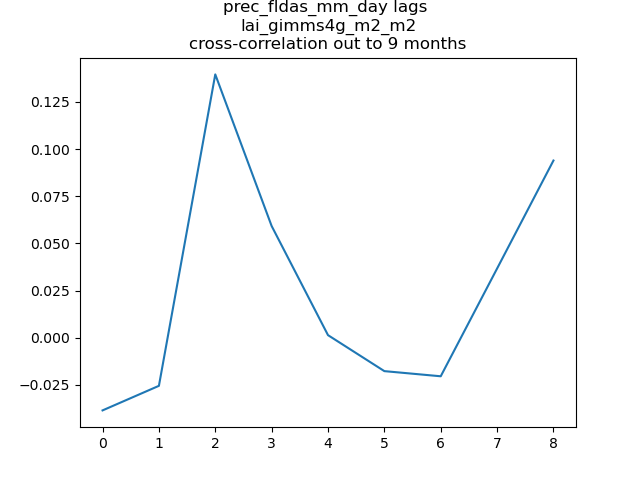 prec_fldas_mm_day lags
lai_gimms4g_m2_m2
cross-correlation out to 9 months
0.125
0.100
0.075
0.050
0.025
0.000
−0.025
0 1 2 3 4 5 6 7 8